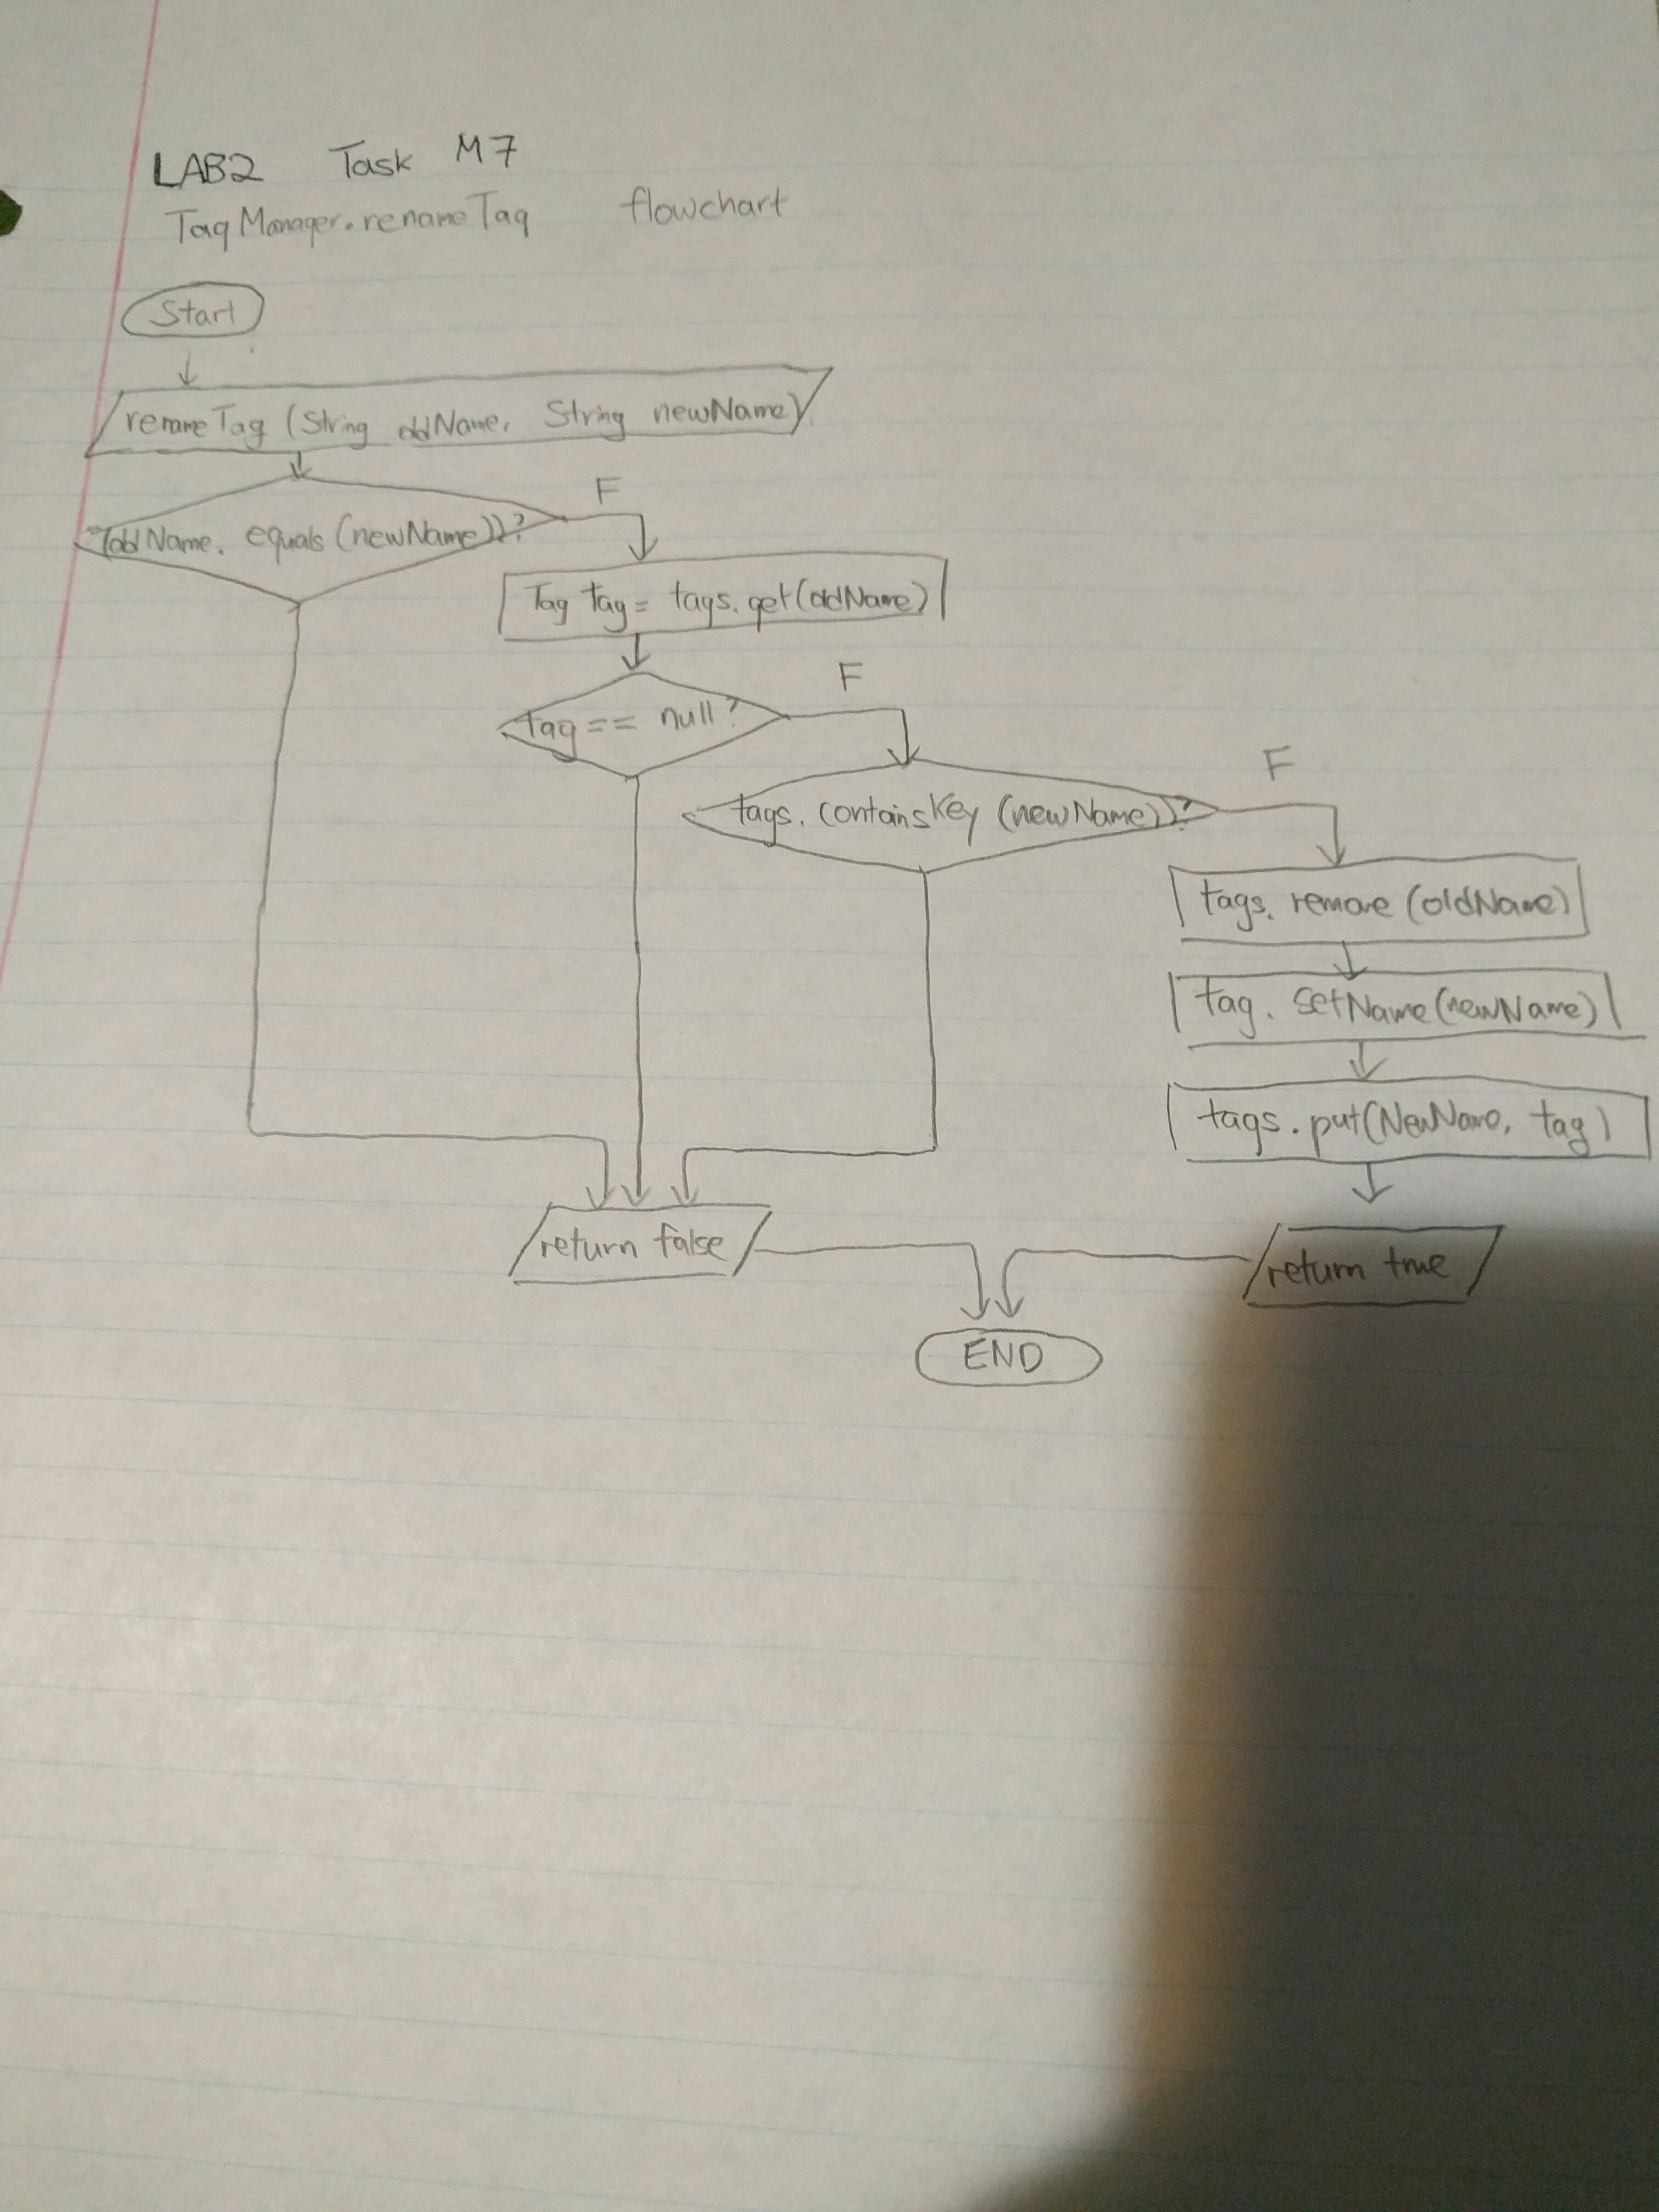 LAB2 Task M7
TagManager.renameTag flowchart
Start
renameTag (String oldName, String newName)
F
(oldName. equals (newName))?
Tag tag = tags.get(oldName)
F
tag == null?
F
tags. containsKey (newName))?
tags. remove (oldName)
tag. setName(newName)
tags.put(NewName, tag)
return false
return true
END